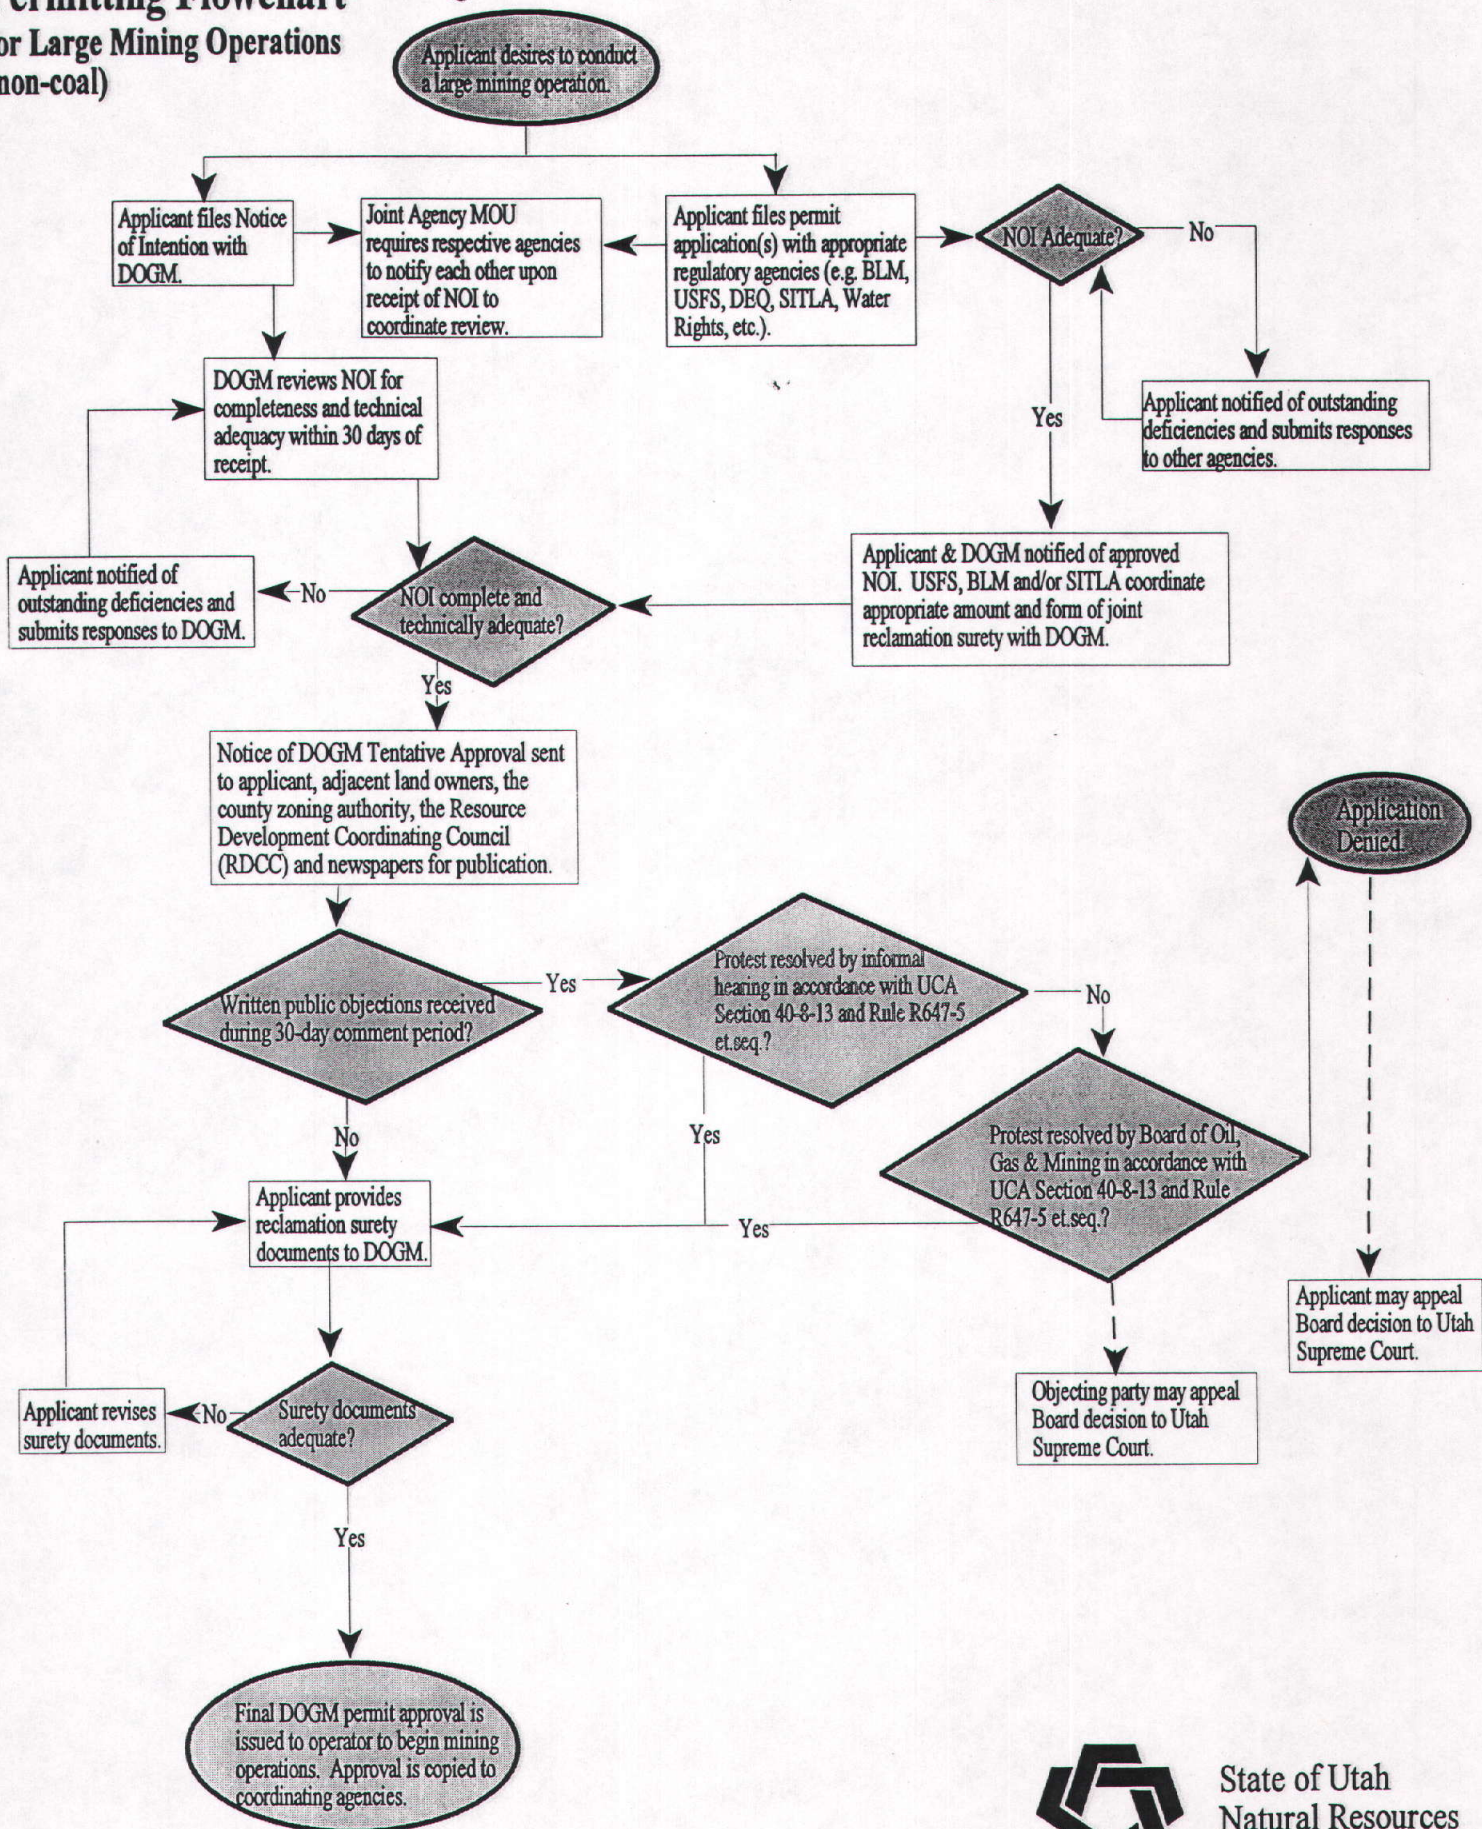 ermitting Flowchart
or Large Mining Operations
non-coal)
Applicant desires to conduct
a large mining operation.
Applicant files Notice
of Intention with
DOGM.
Joint Agency MOU
requires respective agencies
to notify each other upon
receipt of NOI to
coordinate review.
Applicant files permit
application(s) with appropriate
regulatory agencies (e.g. BLM,
USFS, DEQ, SITLA, Water
Rights, etc.).
NOI Adequate?
No
Yes
Applicant notified of outstanding
deficiencies and submits responses
to other agencies.
DOGM reviews NOI for
completeness and technical
adequacy within 30 days of
receipt.
Applicant notified of
outstanding deficiencies and
submits responses to DOGM.
No
NOI complete and
technically adequate?
Applicant & DOGM notified of approved
NOI. USFS, BLM and/or SITLA coordinate
appropriate amount and form of joint
reclamation surety with DOGM.
Yes
Notice of DOGM Tentative Approval sent
to applicant, adjacent land owners, the
county zoning authority, the Resource
Development Coordinating Council
(RDCC) and newspapers for publication.
Application
Denied.
Written public objections received
during 30-day comment period?
Yes
Protest resolved by informal
hearing in accordance with UCA
Section 40-8-13 and Rule R647-5
et.seq.?
No
No
Yes
Protest resolved by Board of Oil,
Gas & Mining in accordance with
UCA Section 40-8-13 and Rule
R647-5 et.seq.?
Applicant provides
reclamation surety
documents to DOGM.
Yes
Applicant may appeal
Board decision to Utah
Supreme Court.
Objecting party may appeal
Board decision to Utah
Supreme Court.
Applicant revises
surety documents.
No
Surety documents
adequate?
Yes
Final DOGM permit approval is
issued to operator to begin mining
operations. Approval is copied to
coordinating agencies.
State of Utah
Natural Resources